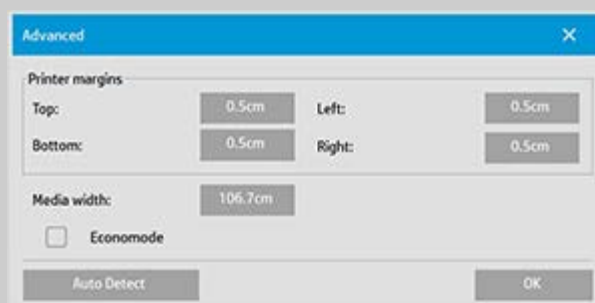 Advanced
Printer margins
Top: 0.5cm Left: 0.5cm
Bottom: 0.5cm Right: 0.5cm
Media width: 106.7cm
Economode
Auto Detect OK